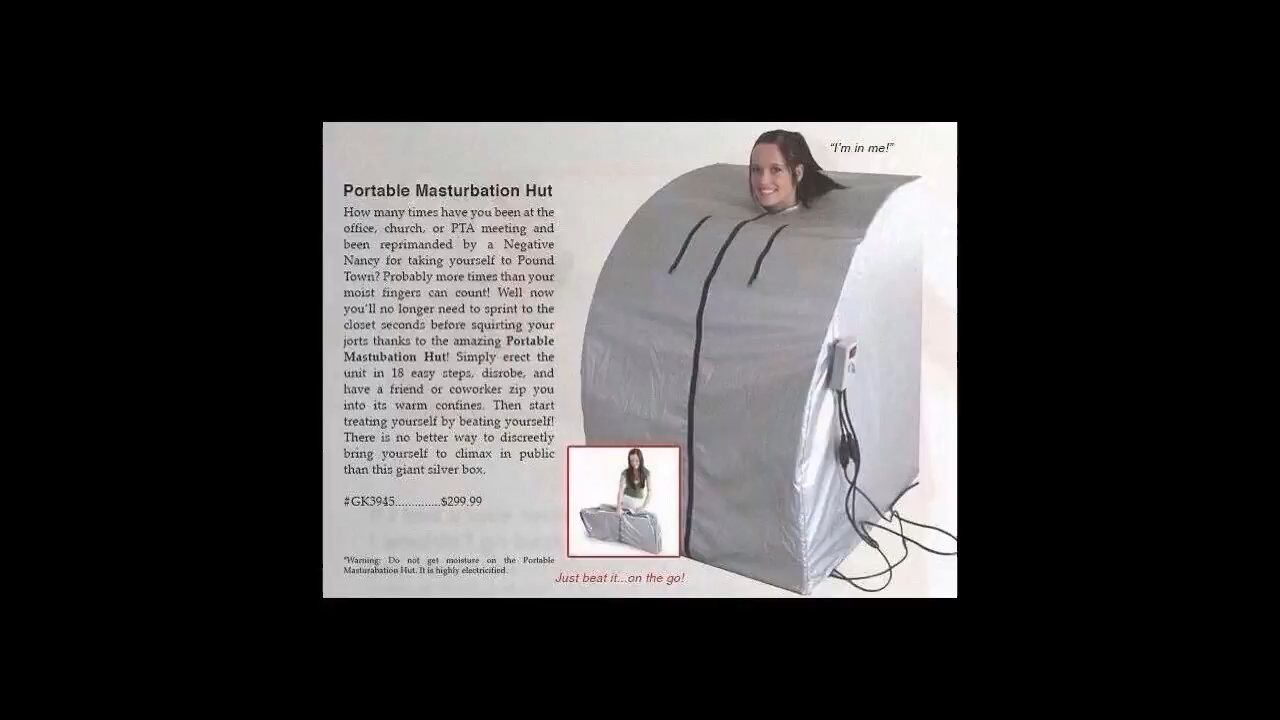 "I'm in me!"
Portable Masturbation Hut
How many times have you been at the
office, church, or PTA meeting and
been reprimanded by a Negative
Nancy for taking yourself to Pound
Town? Probably more times than your
moist fingers can count! Well now
you'll no longer need to sprint to the
closet seconds before squirting your
jorts thanks to the amazing Portable
Mastubation Hut! Simply erect the
unit in 18 easy steps, disrobe, and
have a friend or coworker zip you
into its warm confines. Then start
treating yourself by beating yourself!
There is no better way to discreetly
bring yourself to climax in public
than this giant silver box.
#GK3945..............$299.99
*Warning: Do not get moisture on the Portable
Masturabation Hut. It is highly electricified.
Just beat it...on the go!